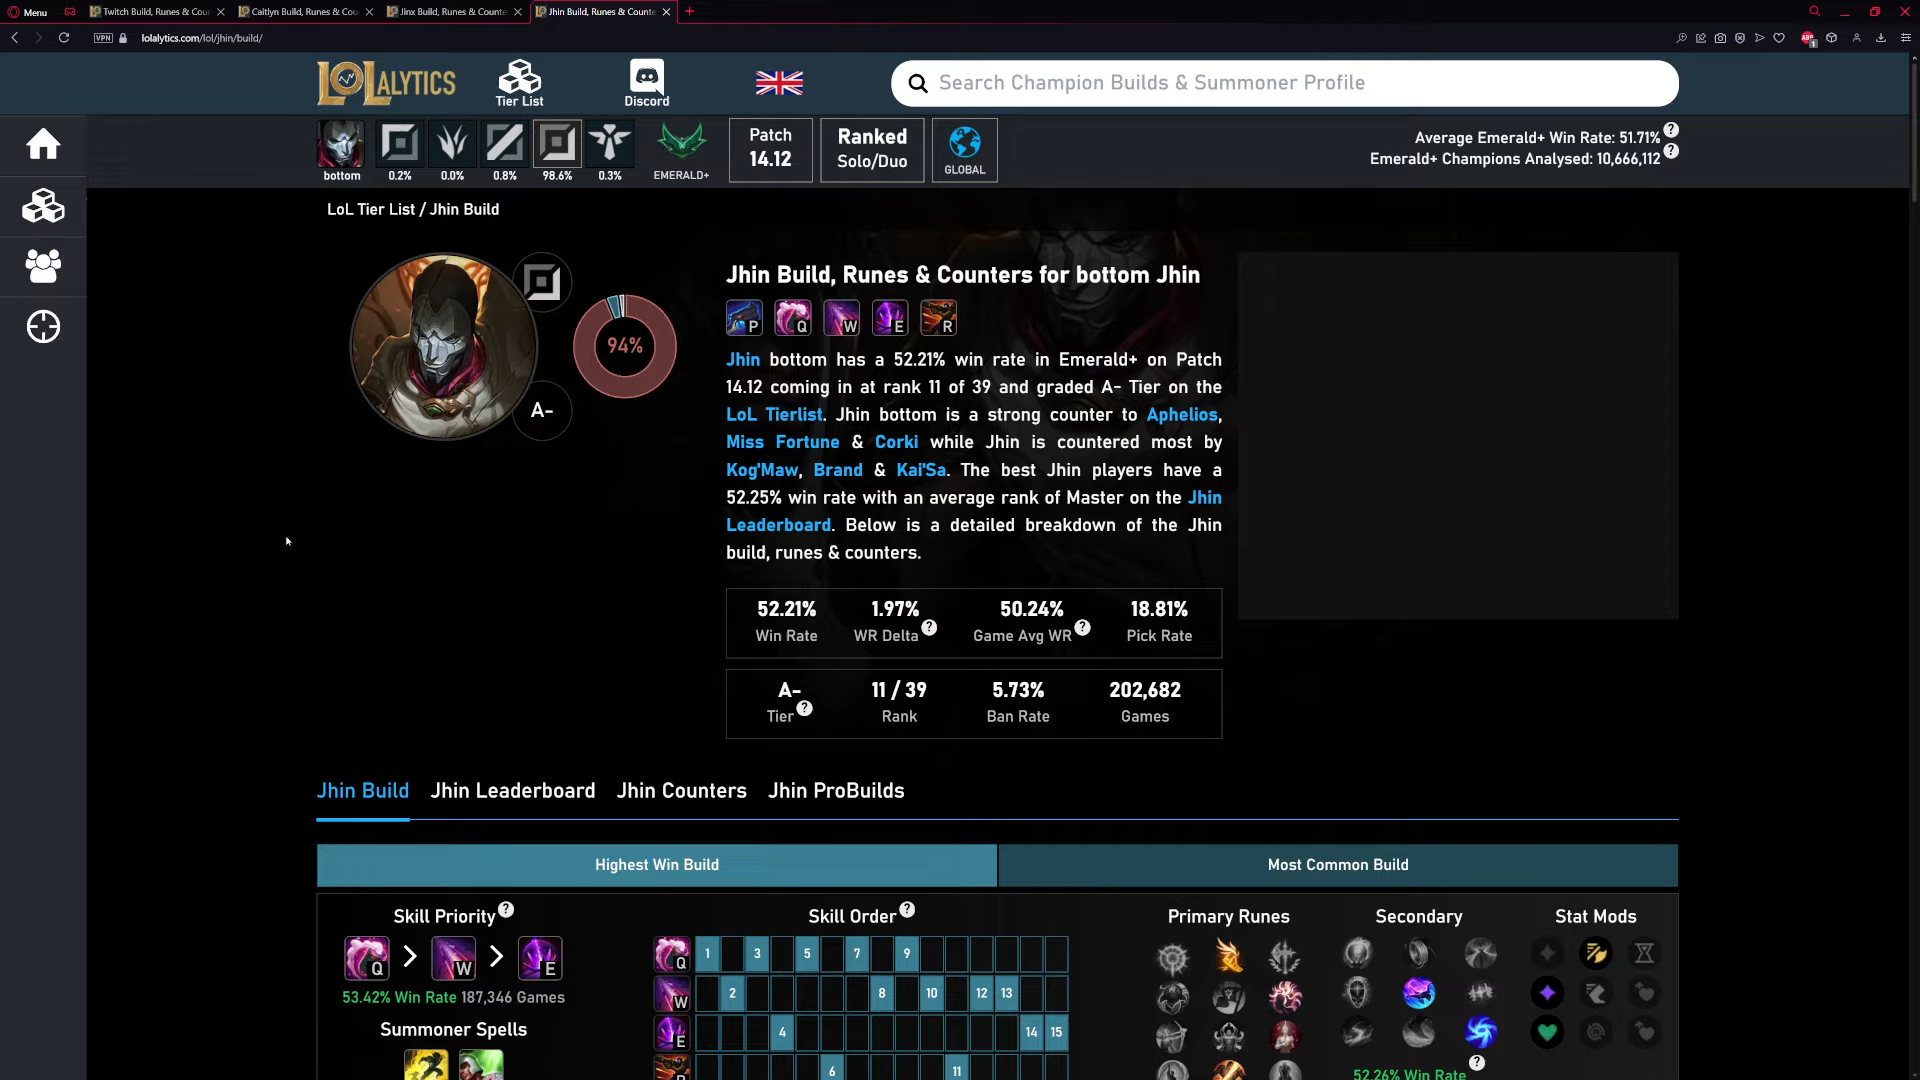 Menu
Twitch Build, Runes & Cou
Caitlyn Build, Runes & Cou
Jinx Build, Runes & Counte
Jhin Build, Runes & Counte
VPN
lolalytics.com/lol/jhin/build/
1
LOLALYTICS
Tier List
Discord
Search Champion Builds & Summoner Profile
bottom
0.2%
0.0%
0.8%
98.6%
0.3%
EMERALD+
Patch
14.12
Ranked
Solo/Duo
GLOBAL
Average Emerald+ Win Rate: 51.71% ?
Emerald+ Champions Analysed: 10,666,112 ?
LoL Tier List / Jhin Build
94%
A-
Jhin Build, Runes & Counters for bottom Jhin
P Q W E R
Jhin bottom has a 52.21% win rate in Emerald+ on Patch
14.12 coming in at rank 11 of 39 and graded A- Tier on the
LoL Tierlist. Jhin bottom is a strong counter to Aphelios,
Miss Fortune & Corki while Jhin is countered most by
Kog'Maw, Brand & Kai'Sa. The best Jhin players have a
52.25% win rate with an average rank of Master on the Jhin
Leaderboard. Below is a detailed breakdown of the Jhin
build, runes & counters.
52.21% 1.97% 50.24% 18.81%
Win Rate WR Delta ? Game Avg WR ? Pick Rate
A- 11 / 39 5.73% 202,682
Tier ? Rank Ban Rate Games
Jhin Build Jhin Leaderboard Jhin Counters Jhin ProBuilds
Highest Win Build Most Common Build
Skill Priority ?
Q > W > E
53.42% Win Rate 187,346 Games
Summoner Spells
Skill Order ?
Q 1 3 5 7 9
W 2 8 10 12 13
E 4 14 15
6 11
Primary Runes
Secondary
Stat Mods
52.26% Win Rate ?